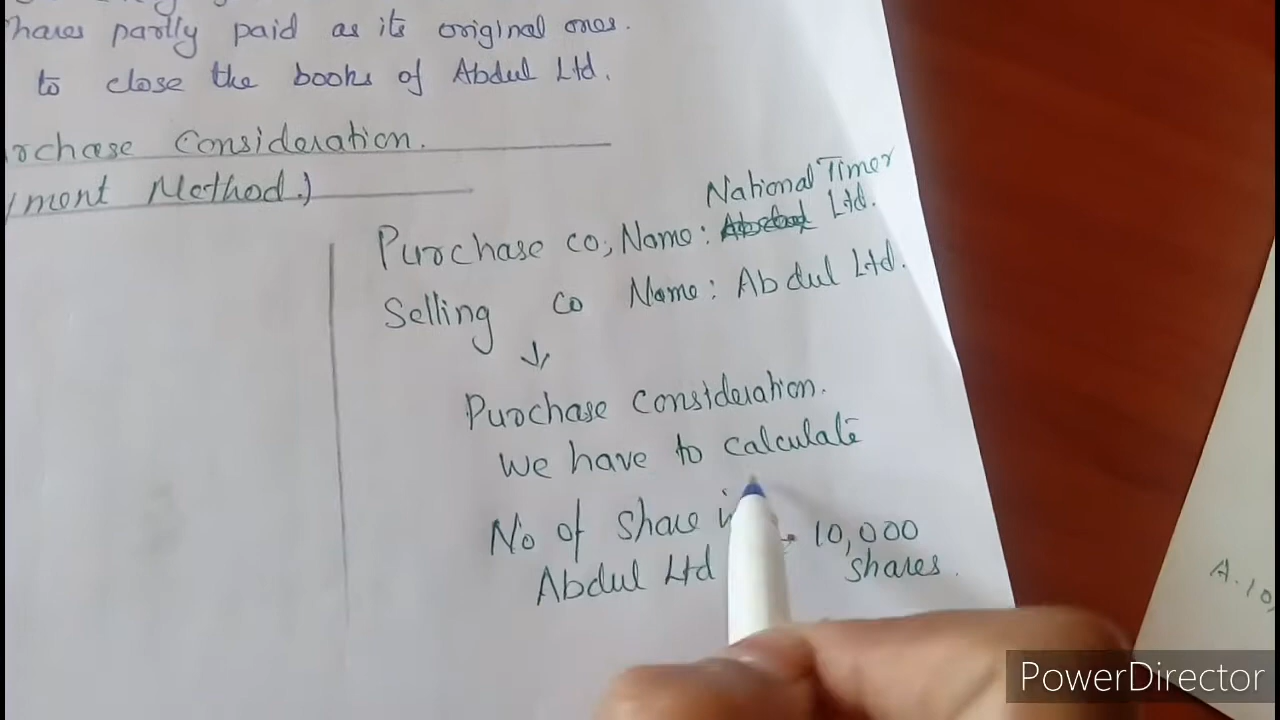 hares partly paid as its original ones.
to close the books of Abdul Ltd.
rchase Consideration.
yment Method.)
National Timer
Purchase co, Name: Ltd.
Selling co Name: Abdul Ltd.
Purchase consideration.
We have to calculate
No of share in 10,000
Abdul Ltd shares.
A. 10,
PowerDirector